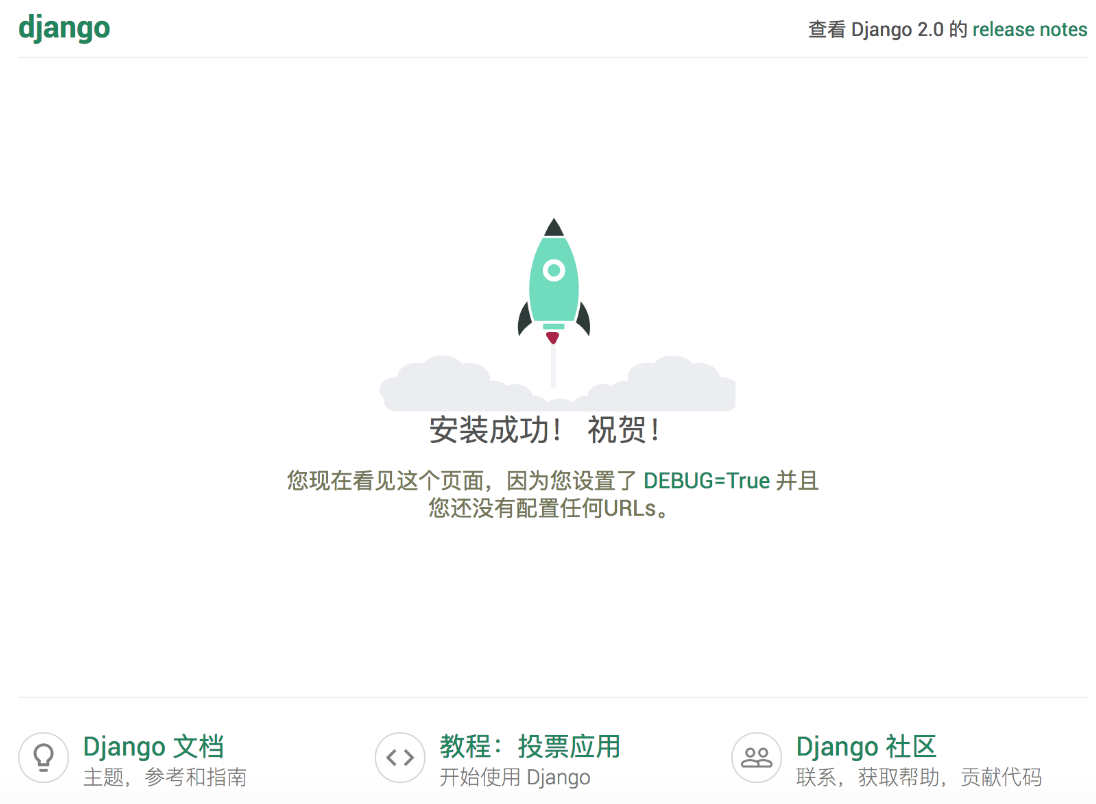 django
查看 Django 2.0 的 release notes
安装成功！ 祝贺！
您现在看见这个页面，因为您设置了 DEBUG=True 并且
您还没有配置任何URLs。
Django 文档
主题，参考和指南
教程：投票应用
开始使用 Django
Django 社区
联系，获取帮助，贡献代码